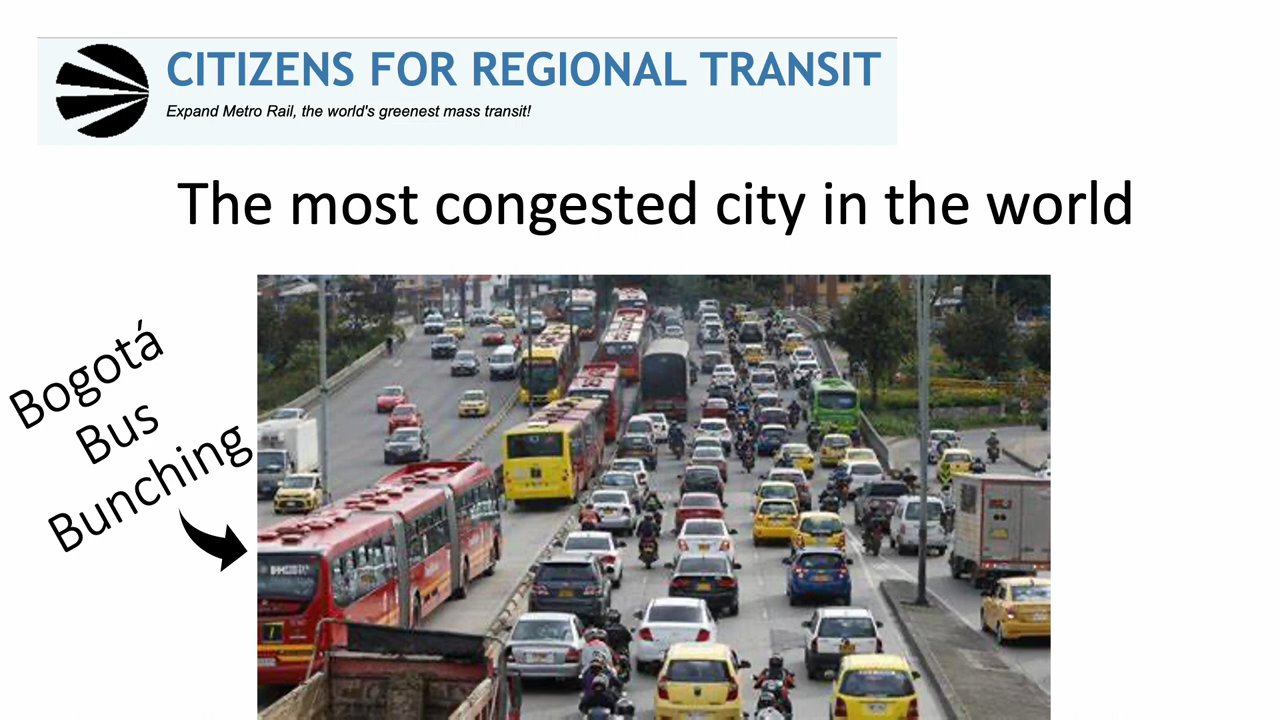 CITIZENS FOR REGIONAL TRANSIT
Expand Metro Rail, the world's greenest mass transit!
The most congested city in the world
Bogotá
Bus
Bunching